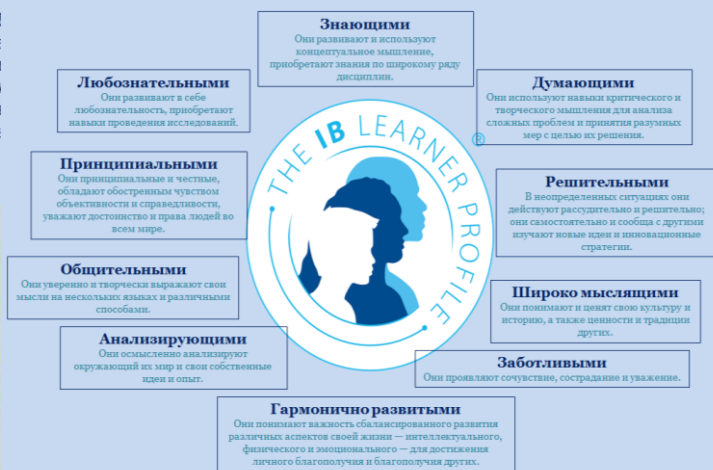 Знающими
Они развивают и используют
концептуальное мышление,
приобретают знания по широкому ряду
дисциплин.
Любознательными
Они развивают в себе
любознательность, приобретают
навыки проведения исследований.
Думающими
Они используют навыки критического и
творческого мышления для анализа
сложных проблем и принятия разумных
мер с целью их решения.
THE IB LEARNER PROFILE
®
Принципиальными
Они принципиальные и честные,
обладают обостренным чувством
объективности и справедливости,
уважают достоинство и права людей во
всем мире.
Решительными
В неопределенных ситуациях они
действуют рассудительно и решительно;
они самостоятельно и сообща с другими
изучают новые идеи и инновационные
стратегии.
Общительными
Они уверенно и творчески выражают свои
мысли на нескольких языках и различными
способами.
Широко мыслящими
Они понимают и ценят свою культуру и
историю, а также ценности и традиции
других.
Анализирующими
Они осмысленно анализируют
окружающий их мир и свои собственные
идеи и опыт.
Заботливыми
Они проявляют сочувствие, сострадание и уважение.
Гармонично развитыми
Они понимают важность сбалансированного развития
различных аспектов своей жизни — интеллектуального,
физического и эмоционального — для достижения
личного благополучия и благополучия других.